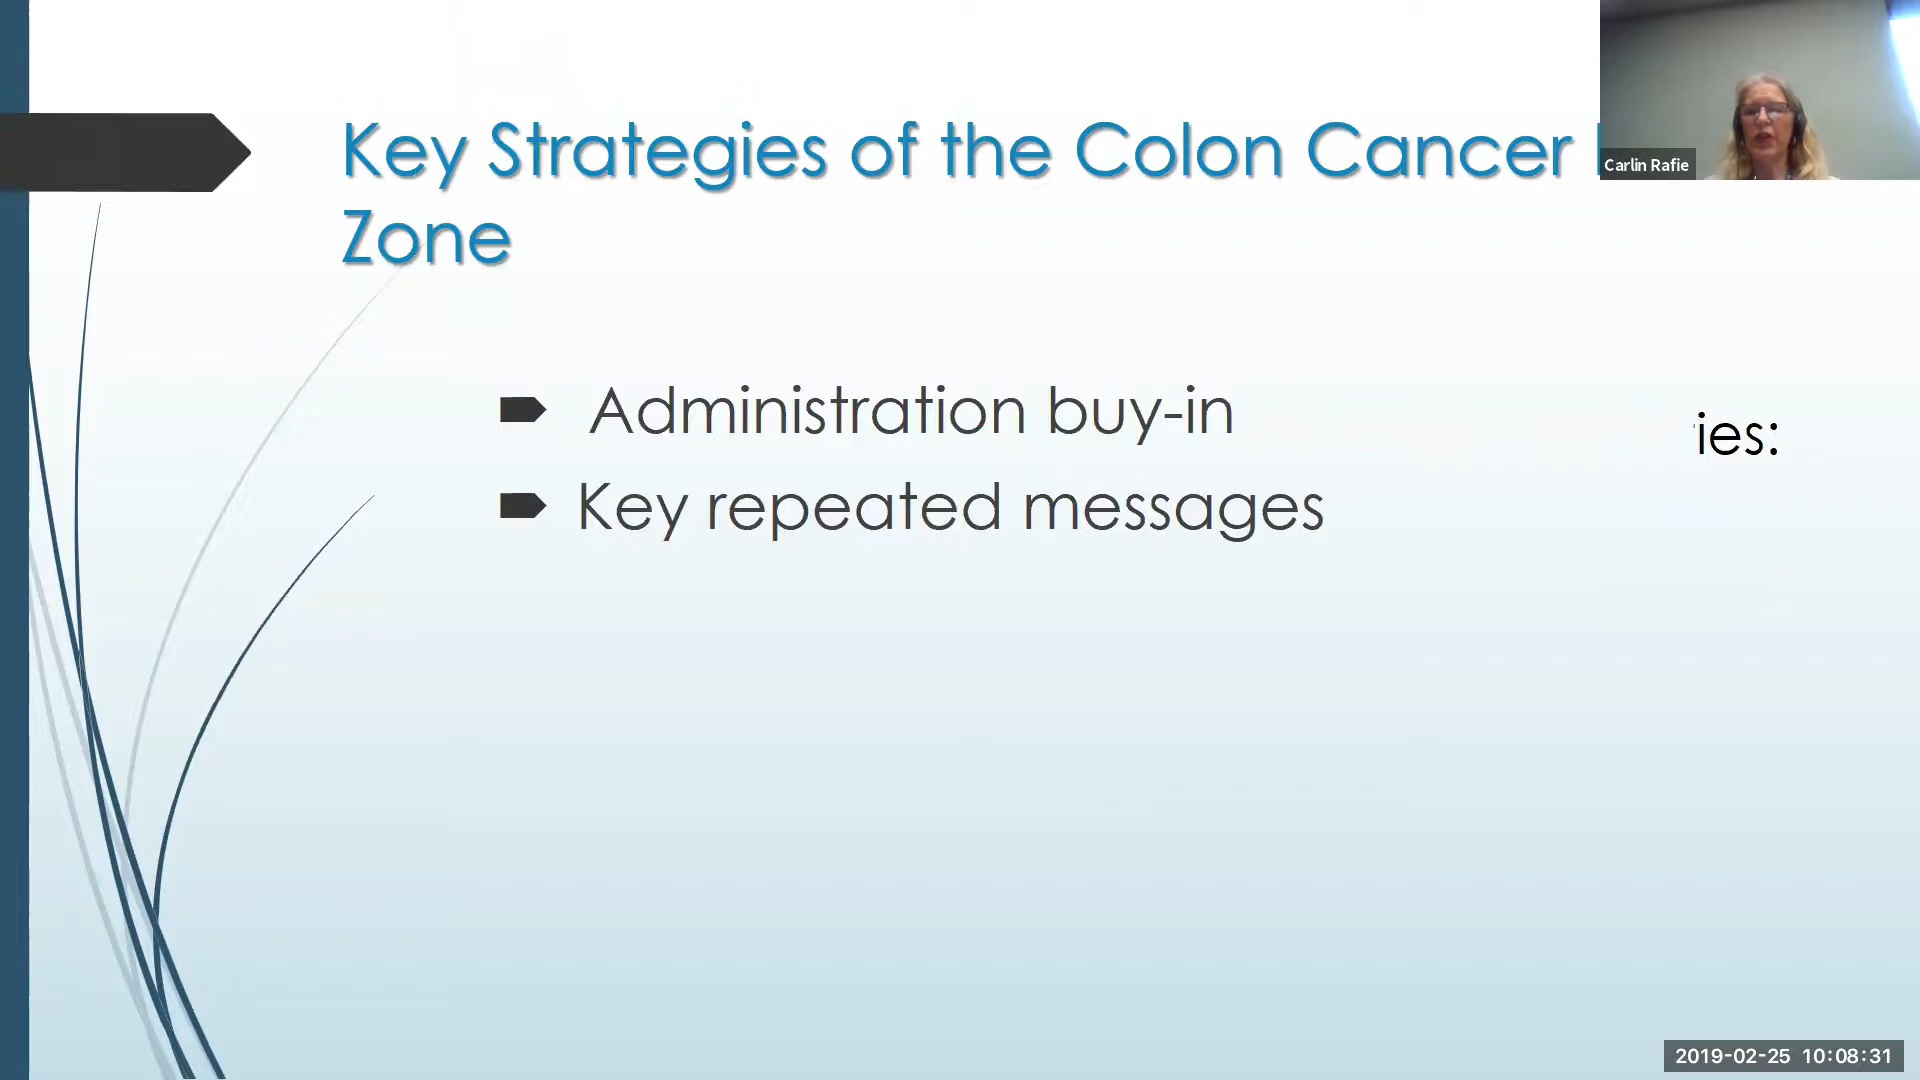 Key Strategies of the Colon Cancer
Zone
Carlin Rafie
Administration buy-in
ies:
Key repeated messages
2019-02-25 10:08:31